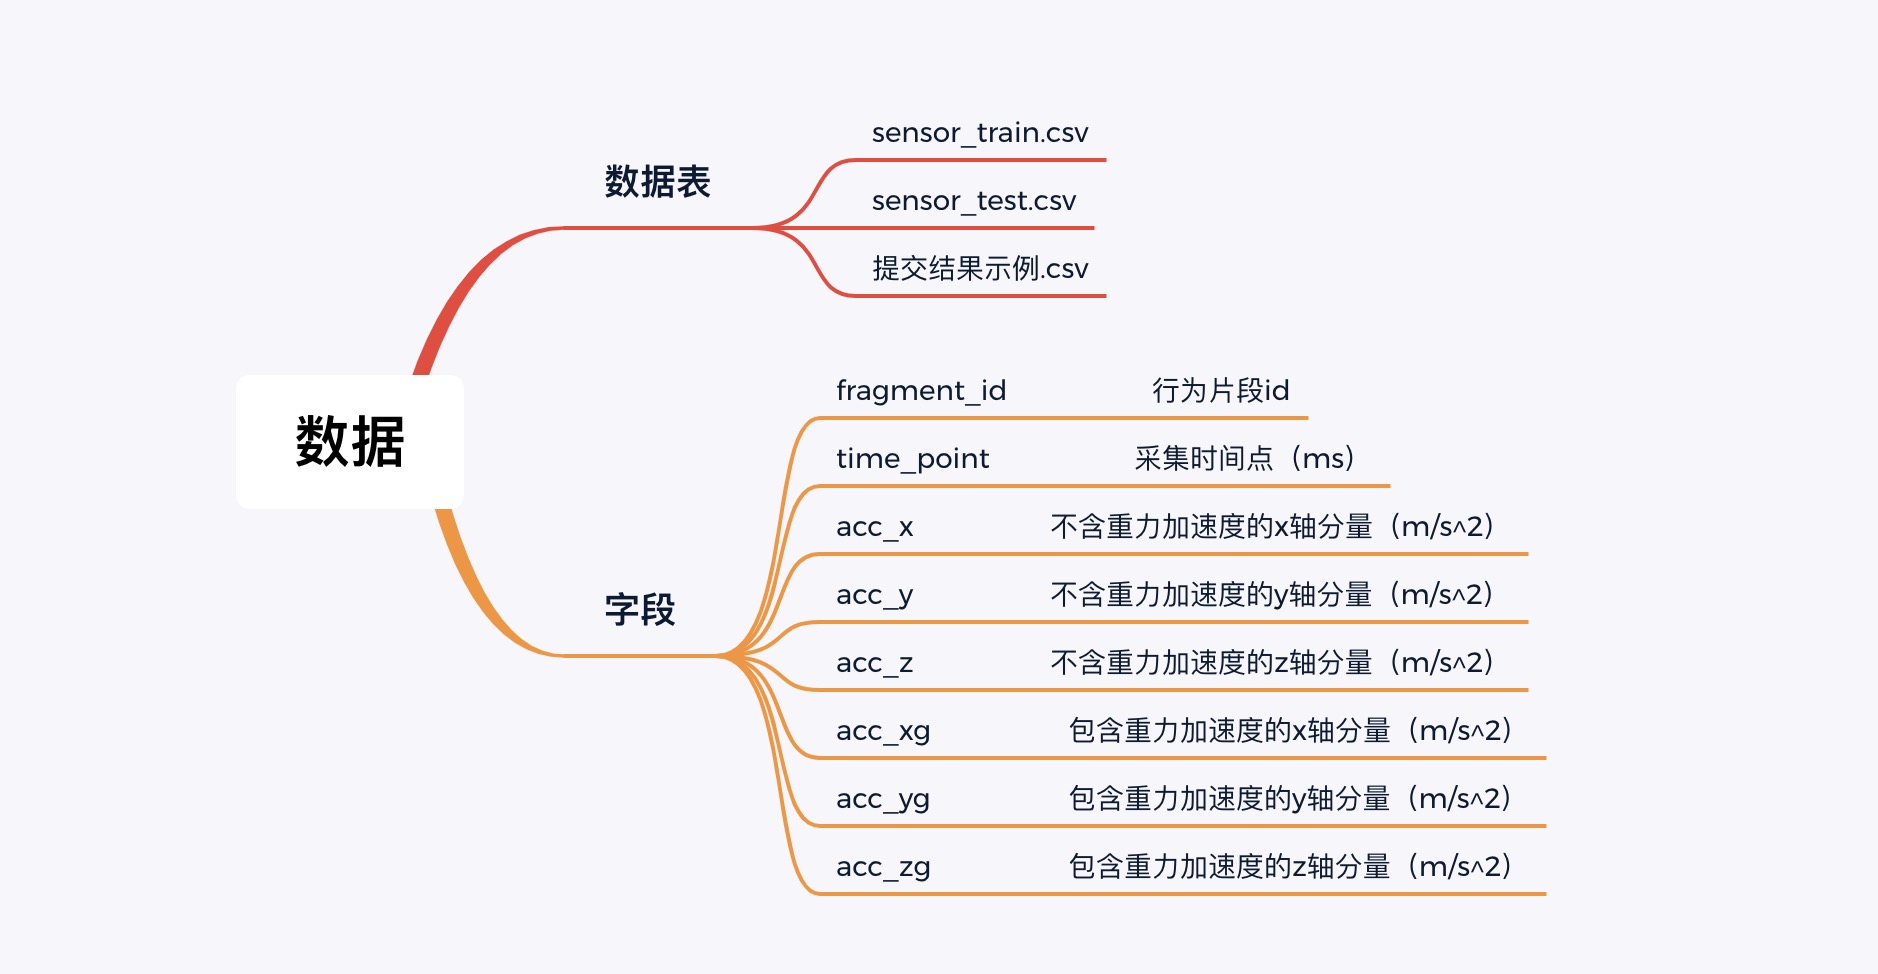 数据
数据表
sensor_train.csv
sensor_test.csv
提交结果示例.csv
字段
fragment_id 行为片段id
time_point 采集时间点（ms）
acc_x 不含重力加速度的x轴分量（m/s^2）
acc_y 不含重力加速度的y轴分量（m/s^2）
acc_z 不含重力加速度的z轴分量（m/s^2）
acc_xg 包含重力加速度的x轴分量（m/s^2）
acc_yg 包含重力加速度的y轴分量（m/s^2）
acc_zg 包含重力加速度的z轴分量（m/s^2）